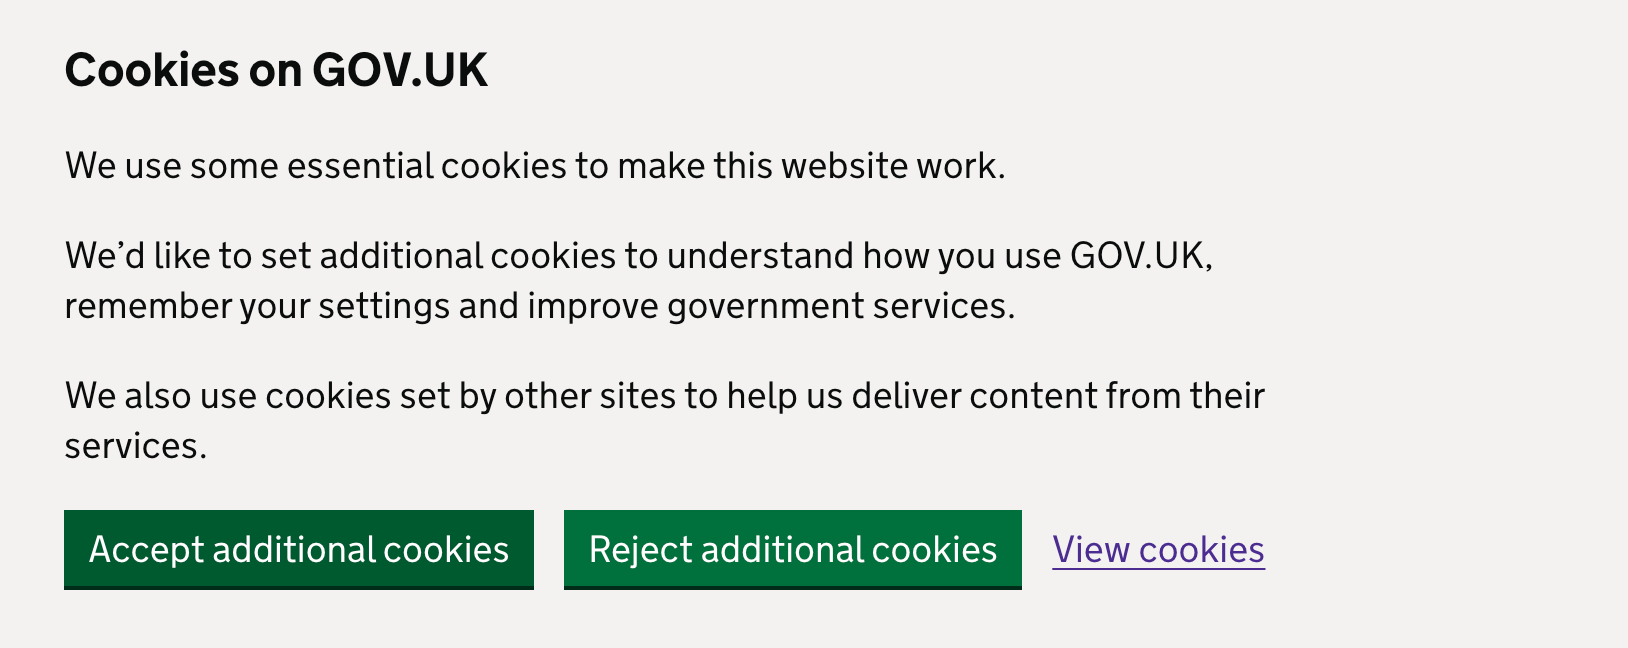 Cookies on GOV.UK
We use some essential cookies to make this website work.
We’d like to set additional cookies to understand how you use GOV.UK,
remember your settings and improve government services.
We also use cookies set by other sites to help us deliver content from their
services.
Accept additional cookies
Reject additional cookies
View cookies